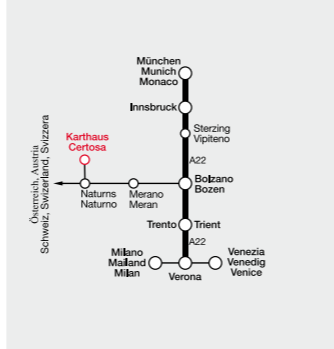 München
Munich
Monaco
Innsbruck
Sterzing
Vipiteno
Karthaus
Certosa
A22
Österreich, Austria
Schweiz, Swizerland, Svizzera
Naturns
Naturno
Merano
Meran
Bolzano
Bozen
Trento
Trient
A22
Milano
Mailand
Milan
Verona
Venezia
Venedig
Venice